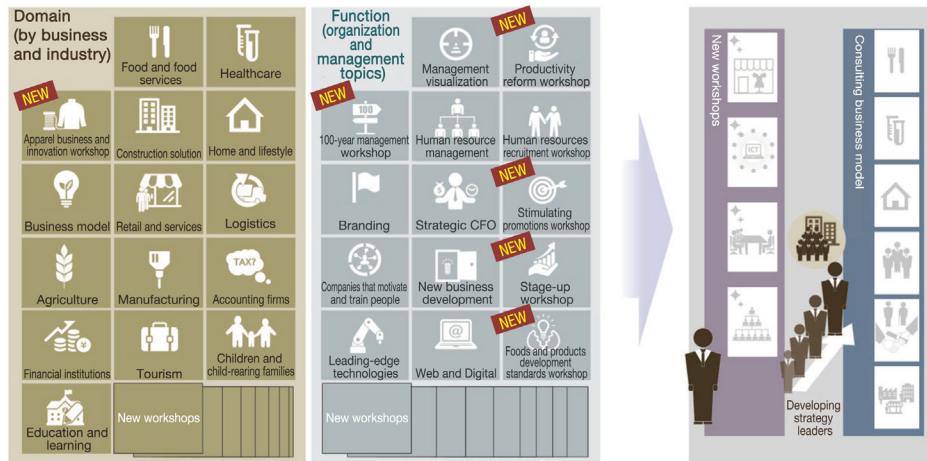 Domain
(by business
and industry)
Food and food
services
Healthcare
NEW
Apparel business and
innovation workshop
Construction solution
Home and lifestyle
Business model
Retail and services
Logistics
Agriculture
Manufacturing
TAX?
Accounting firms
Financial institutions
Tourism
Children and
child-rearing families
Education and
learning
New workshops
Function
(organization
and
management
topics)
Management
visualization
NEW
Productivity
reform workshop
NEW
100
100-year management
workshop
Human resource
management
Human resources
recruitment workshop
Branding
Strategic CFO
NEW
Stimulating
promotions workshop
Companies that motivate
and train people
New business
development
NEW
Stage-up
workshop
Leading-edge
technologies
@
Web and Digital
NEW
Foods and products
development
standards workshop
New workshops
New workshops
ICT
Consulting business model
Developing
strategy
leaders